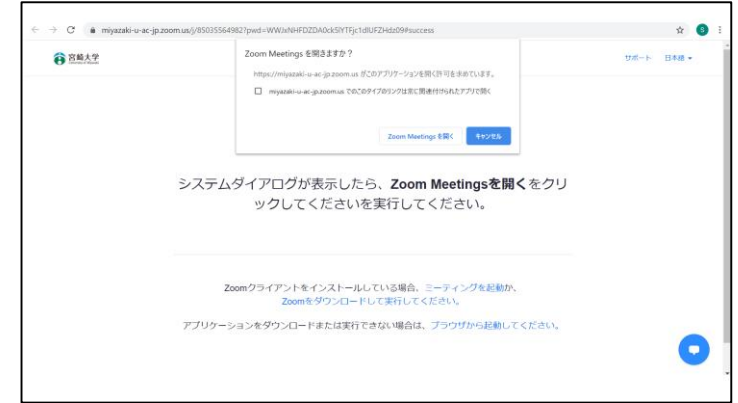 miyazaki-u-ac-jp.zoom.us/j/85035564982?pwd=WWJxNHFDZDA0ck5lYTFjc1dlUFZHdz09#success
S
宮崎大学
サポート 日本語
Zoom Meetings を開きますか？
https://miyazaki-u-ac-jp.zoom.us がこのアプリケーションを開く許可を求めています。
miyazaki-u-ac-jp.zoom.us でのこのタイプのリンクは常に関連付けられたアプリで開く
Zoom Meetings を開く キャンセル
システムダイアログが表示したら、Zoom Meetingsを開くをクリ
ックしてくださいを実行してください。
Zoomクライアントをインストールしている場合、ミーティングを起動か、
Zoomをダウンロードして実行してください。
アプリケーションをダウンロードまたは実行できない場合は、ブラウザから起動してください。